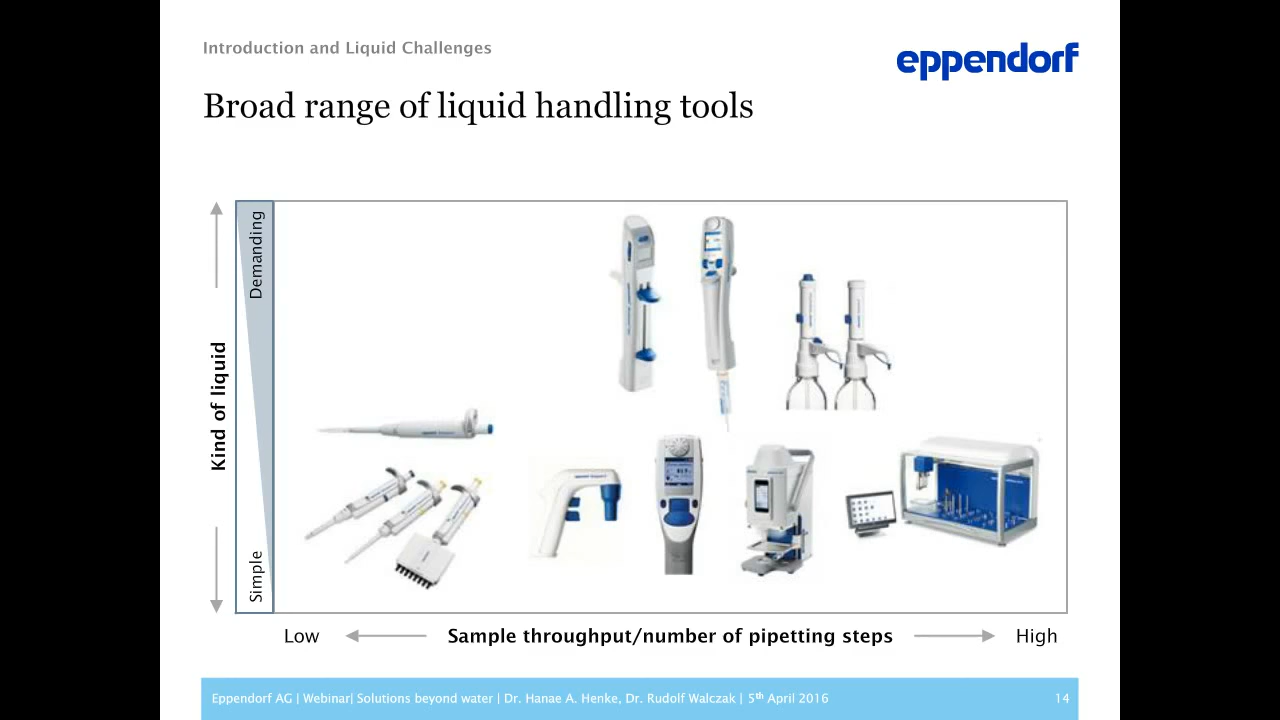 Introduction and Liquid Challenges
eppendorf
Broad range of liquid handling tools
Demanding
Kind of liquid
Simple
Low
Sample throughput/number of pipetting steps
High
Eppendorf AG | Webinar| Solutions beyond water | Dr. Hanae A. Henke, Dr. Rudolf Walczak | 5th April 2016
14